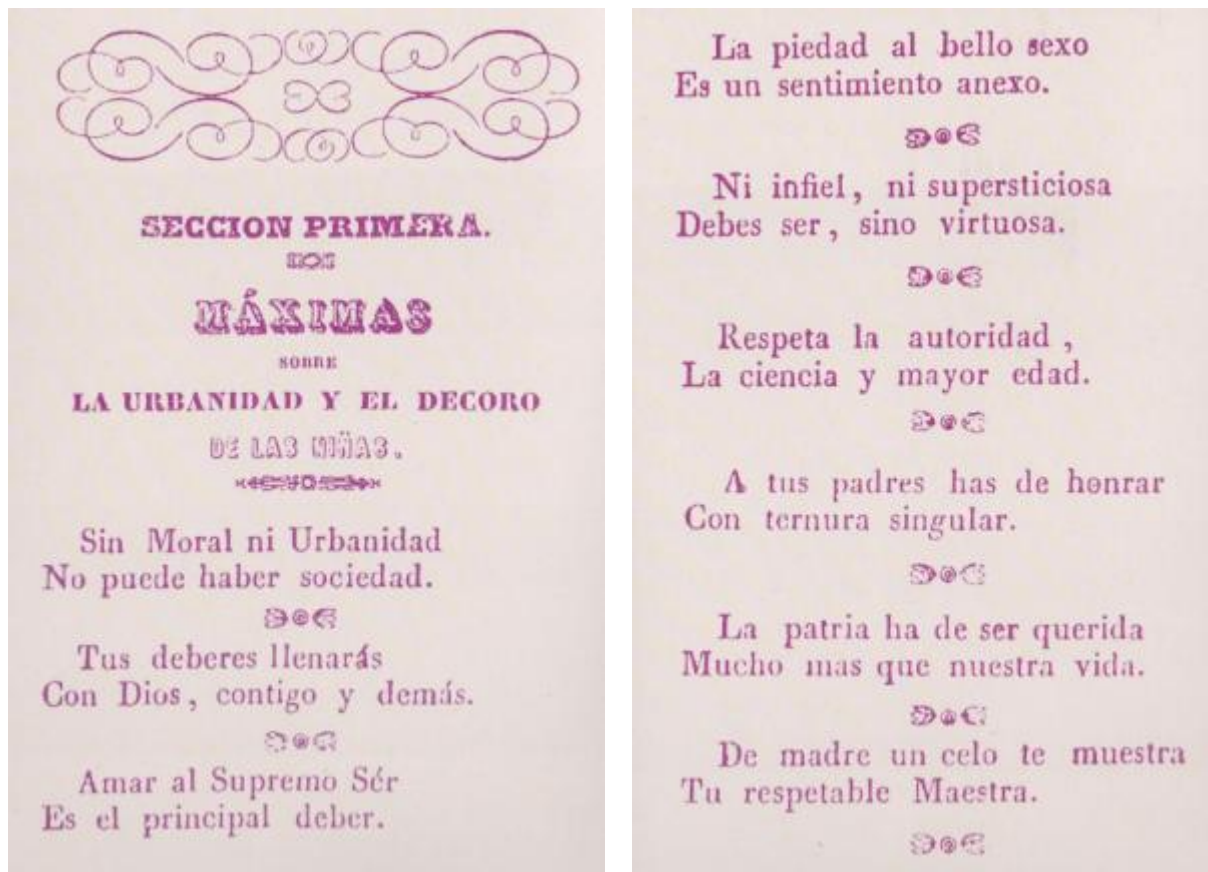 SECCION PRIMERA.
MÁXIMAS
SOBRE
LA URBANIDAD Y EL DECORO
DE LAS NIÑAS.
Sin Moral ni Urbanidad
No puede haber sociedad.
Tus deberes llenarás
Con Dios, contigo y demás.
Amar al Supremo Sér
Es el principal deber.
La piedad al bello sexo
Es un sentimiento anexo.
Ni infiel, ni supersticiosa
Debes ser, sino virtuosa.
Respeta la autoridad,
La ciencia y mayor edad.
A tus padres has de honrar
Con ternura singular.
La patria ha de ser querida
Mucho mas que nuestra vida.
De madre un celo te muestra
Tu respetable Maestra.